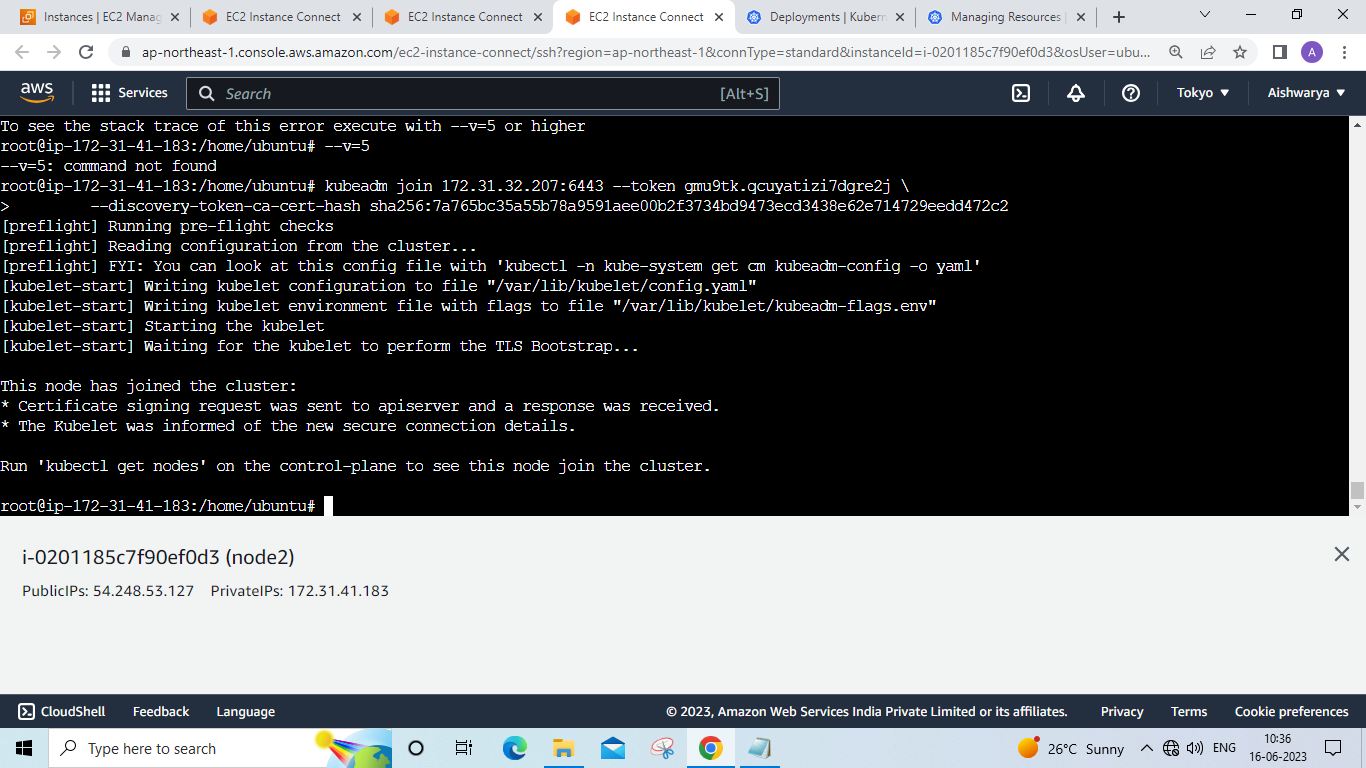 Instances | EC2 Manag
EC2 Instance Connect
EC2 Instance Connect
EC2 Instance Connect
Deployments | Kubern
Managing Resources |
ap-northeast-1.console.aws.amazon.com/ec2-instance-connect/ssh?region=ap-northeast-1&connType=standard&instanceId=i-0201185c7f90ef0d3&osUser=ubu...
A
aws
Services
Search
[Alt+S]
Tokyo
Aishwarya
To see the stack trace of this error execute with --v=5 or higher
root@ip-172-31-41-183:/home/ubuntu# --v=5
--v=5: command not found
root@ip-172-31-41-183:/home/ubuntu# kubeadm join 172.31.32.207:6443 --token gmu9tk.qcuyatizi7dgre2j \
> --discovery-token-ca-cert-hash sha256:7a765bc35a55b78a9591aee00b2f3734bd9473ecd3438e62e714729eedd472c2
[preflight] Running pre-flight checks
[preflight] Reading configuration from the cluster...
[preflight] FYI: You can look at this config file with 'kubectl -n kube-system get cm kubeadm-config -o yaml'
[kubelet-start] Writing kubelet configuration to file "/var/lib/kubelet/config.yaml"
[kubelet-start] Writing kubelet environment file with flags to file "/var/lib/kubelet/kubeadm-flags.env"
[kubelet-start] Starting the kubelet
[kubelet-start] Waiting for the kubelet to perform the TLS Bootstrap...
This node has joined the cluster:
* Certificate signing request was sent to apiserver and a response was received.
* The Kubelet was informed of the new secure connection details.
Run 'kubectl get nodes' on the control-plane to see this node join the cluster.
root@ip-172-31-41-183:/home/ubuntu#
i-0201185c7f90ef0d3 (node2)
PublicIPs: 54.248.53.127 PrivateIPs: 172.31.41.183
CloudShell
Feedback
Language
© 2023, Amazon Web Services India Private Limited or its affiliates.
Privacy
Terms
Cookie preferences
Type here to search
26°C Sunny
ENG
10:36
16-06-2023